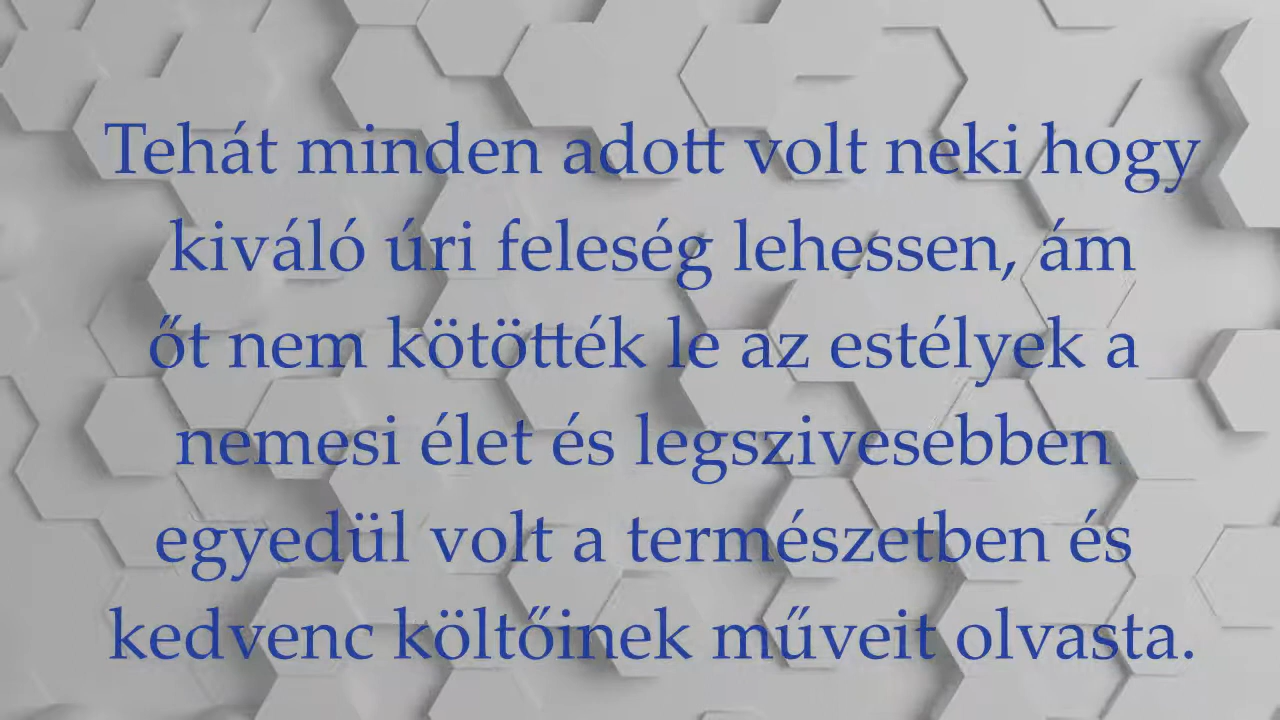 Tehát minden adott volt neki hogy
kiváló úri feleség lehessen, ám
őt nem kötötték le az estélyek a
nemesi élet és legszivesebben
egyedül volt a természetben és
kedvenc költőinek műveit olvasta.